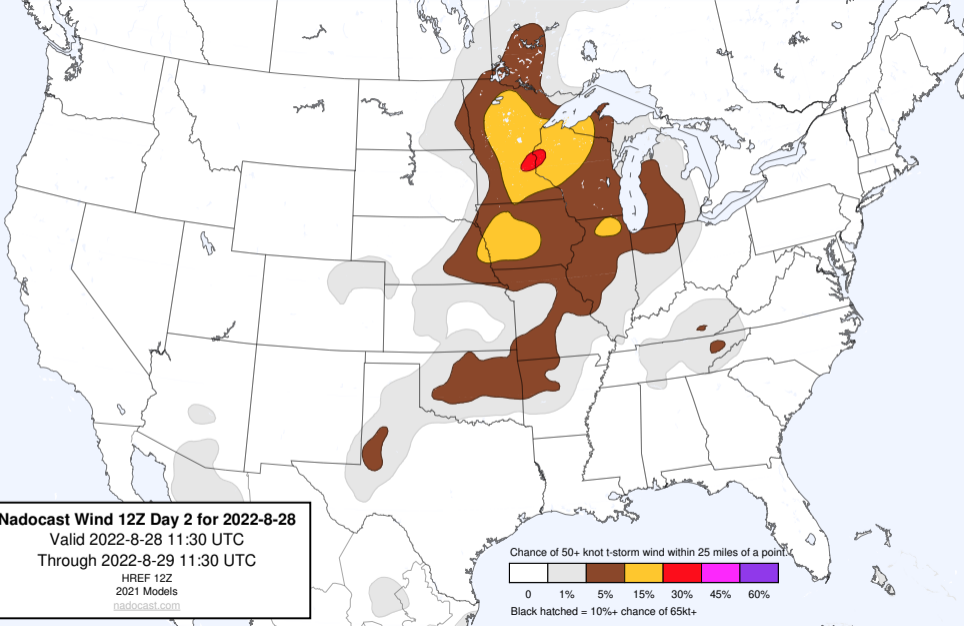 Nadocast Wind 12Z Day 2 for 2022-8-28
Valid 2022-8-28 11:30 UTC
Through 2022-8-29 11:30 UTC
HREF 12Z
2021 Models
nadocast.com
Chance of 50+ knot t-storm wind within 25 miles of a point.
0 1% 5% 15% 30% 45% 60%
Black hatched = 10%+ chance of 65kt+